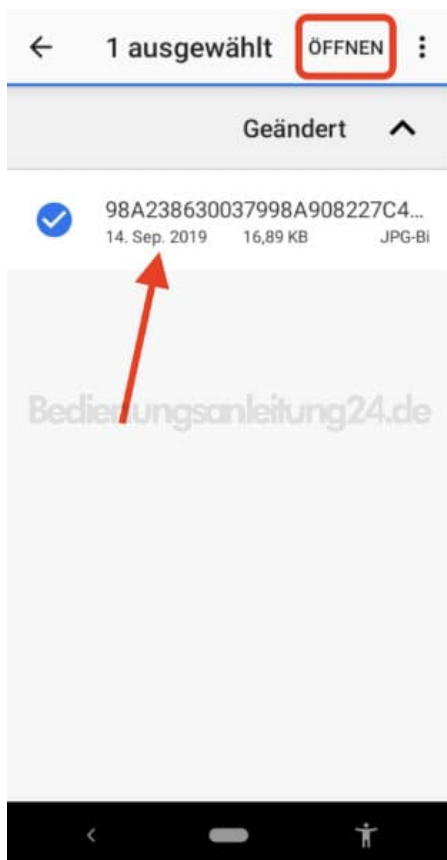 1 ausgewählt ÖFFNEN
Geändert
98A238630037998A908227C4...
14. Sep. 2019 16,89 KB JPG-Bi
Bedienungsanleitung24.de